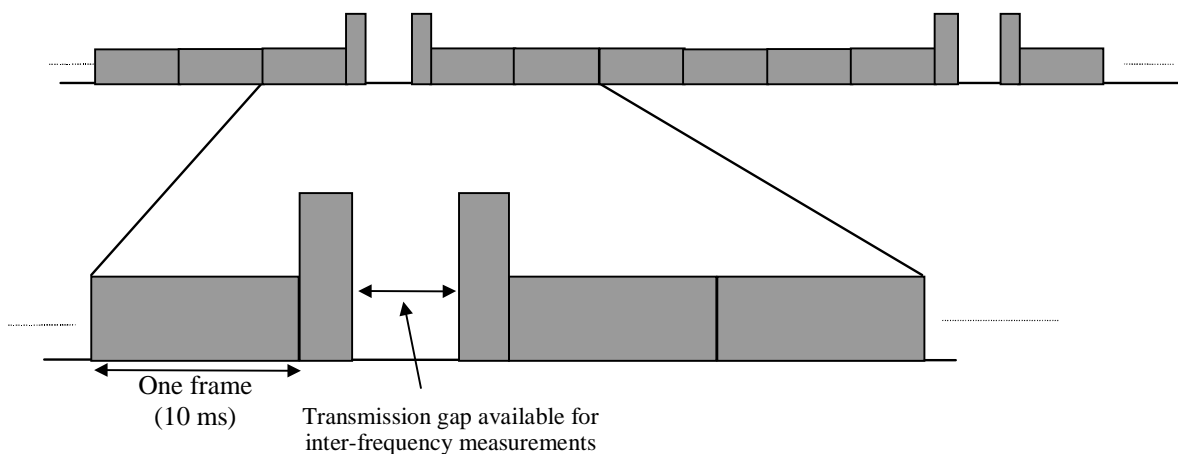 One frame
(10 ms)
Transmission gap available for
inter-frequency measurements